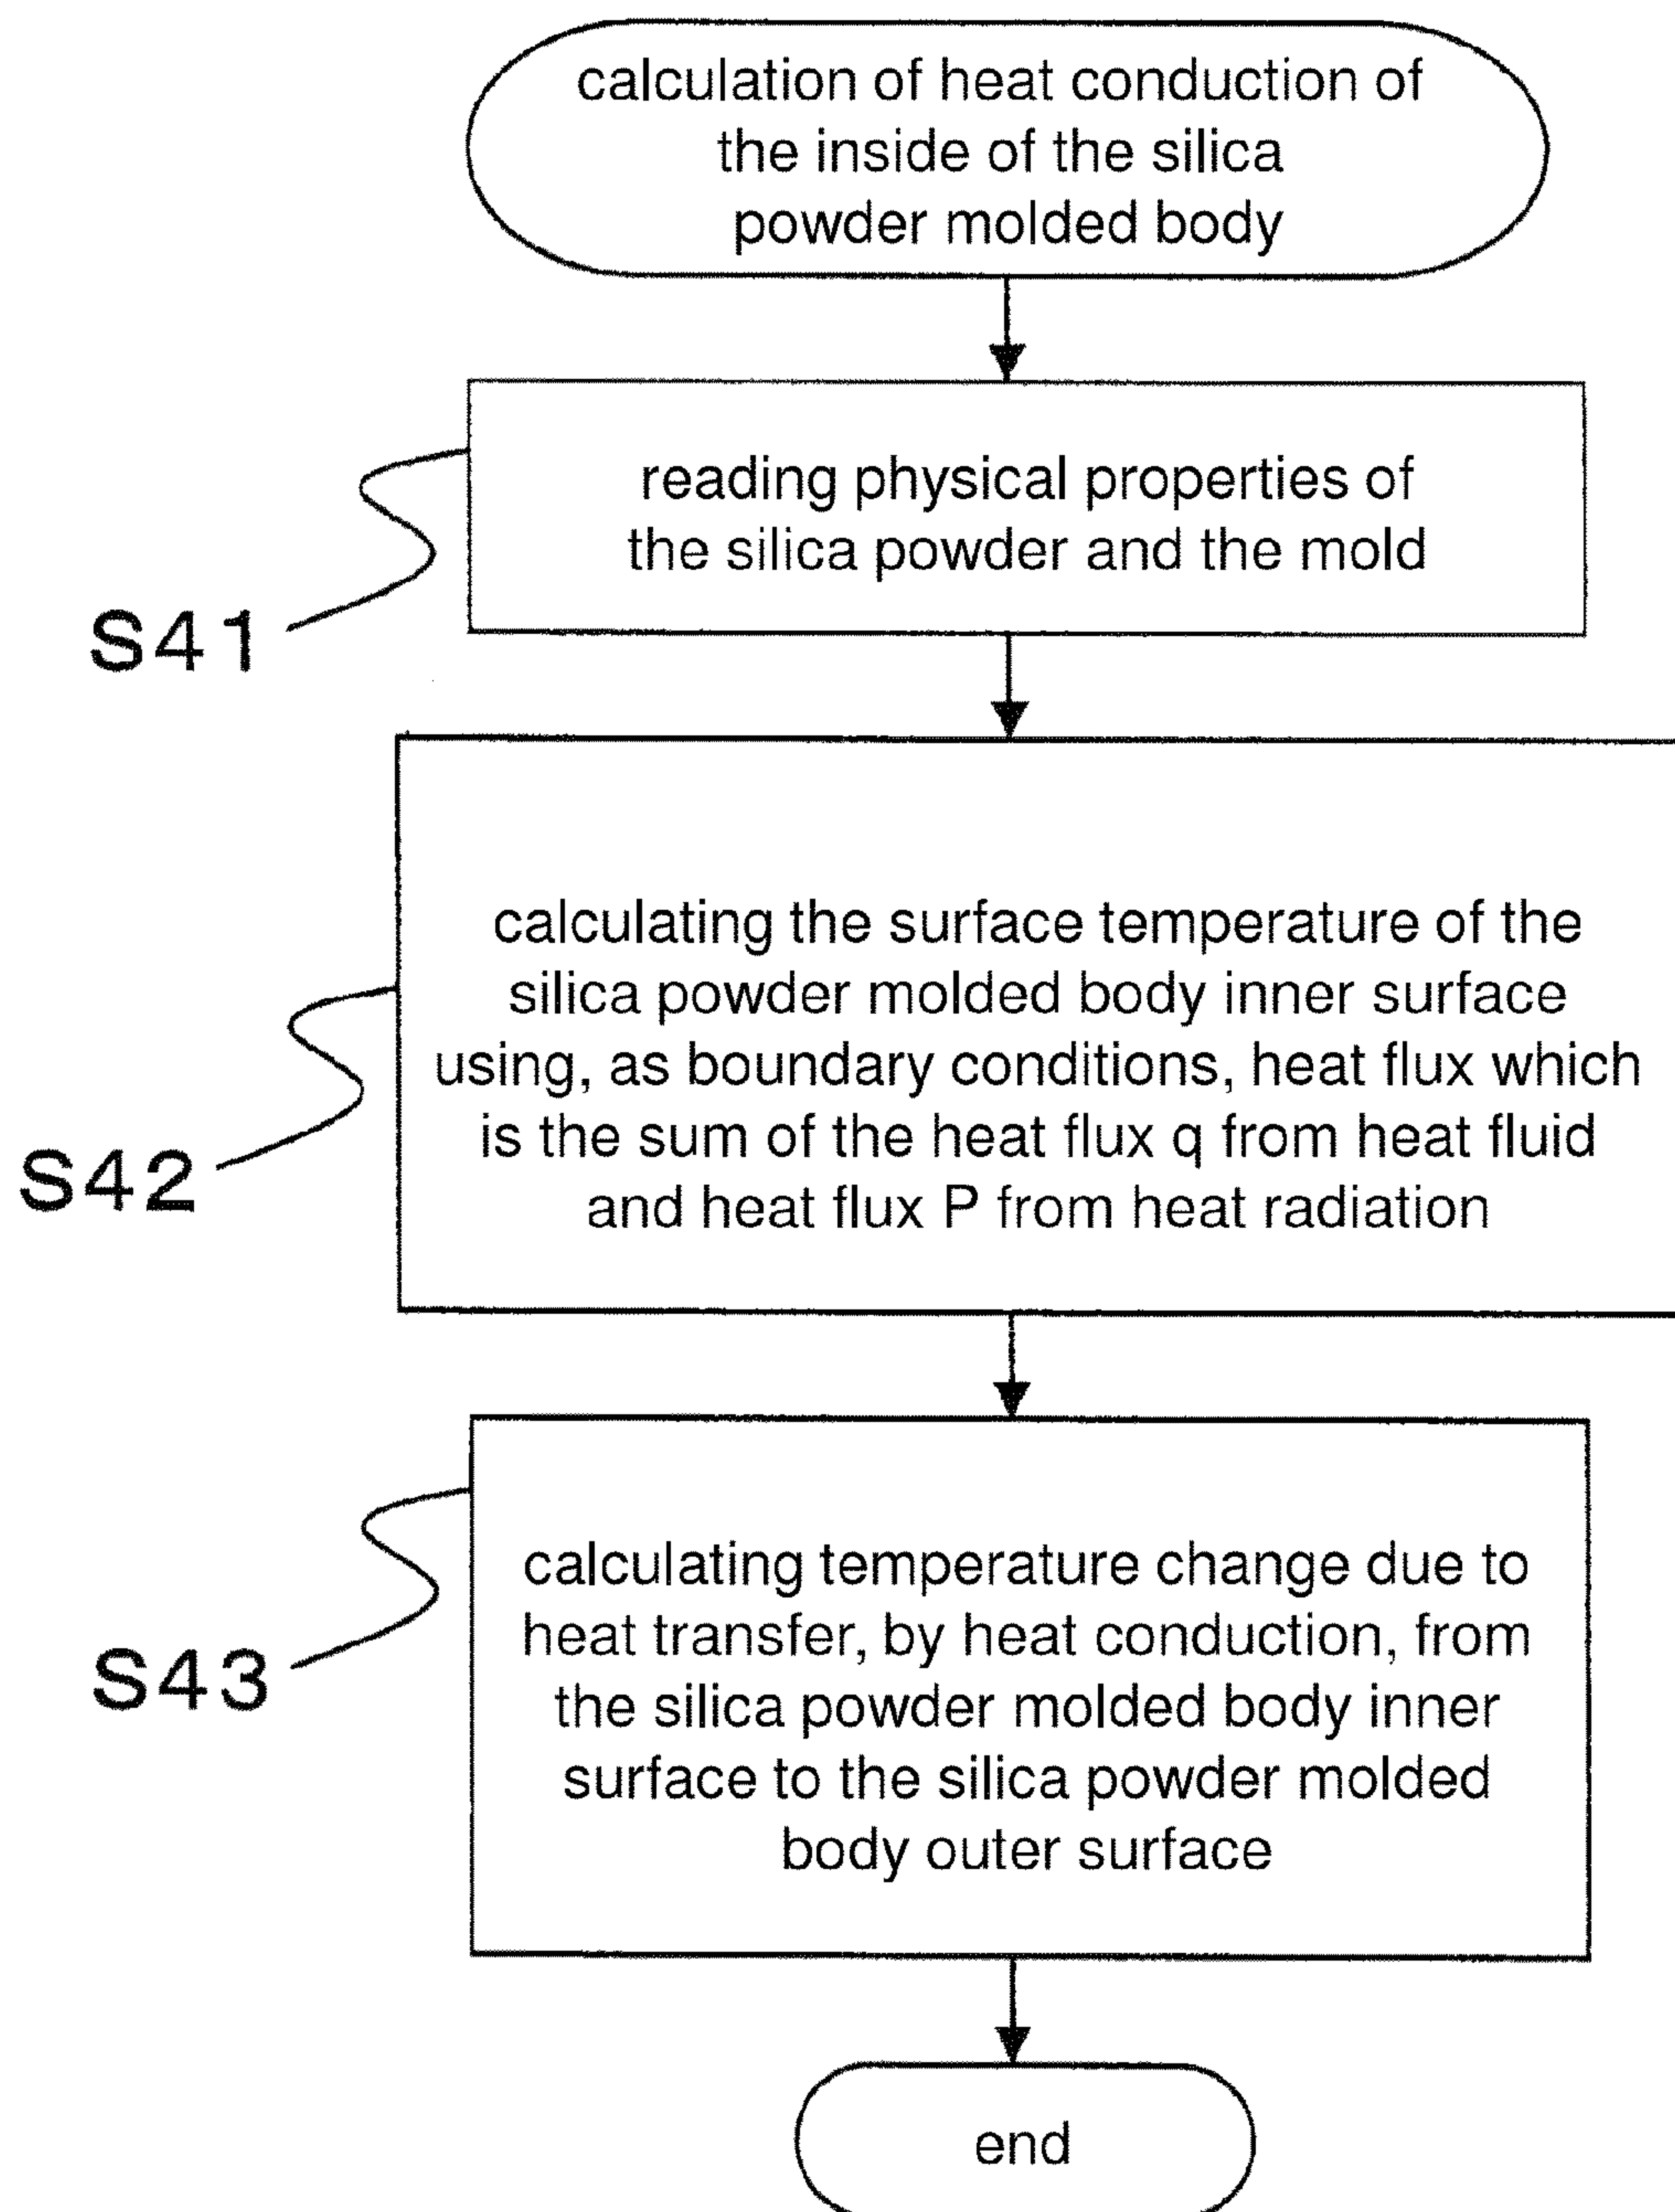 calculation of heat conduction of
the inside of the silica
powder molded body
reading physical properties of
the silica powder and the mold
S41
calculating the surface temperature of the
silica powder molded body inner surface
using, as boundary conditions, heat flux which
is the sum of the heat flux q from heat fluid
and heat flux P from heat radiation
S42
calculating temperature change due to
heat transfer, by heat conduction, from
the silica powder molded body inner
surface to the silica powder molded
body outer surface
S43
end